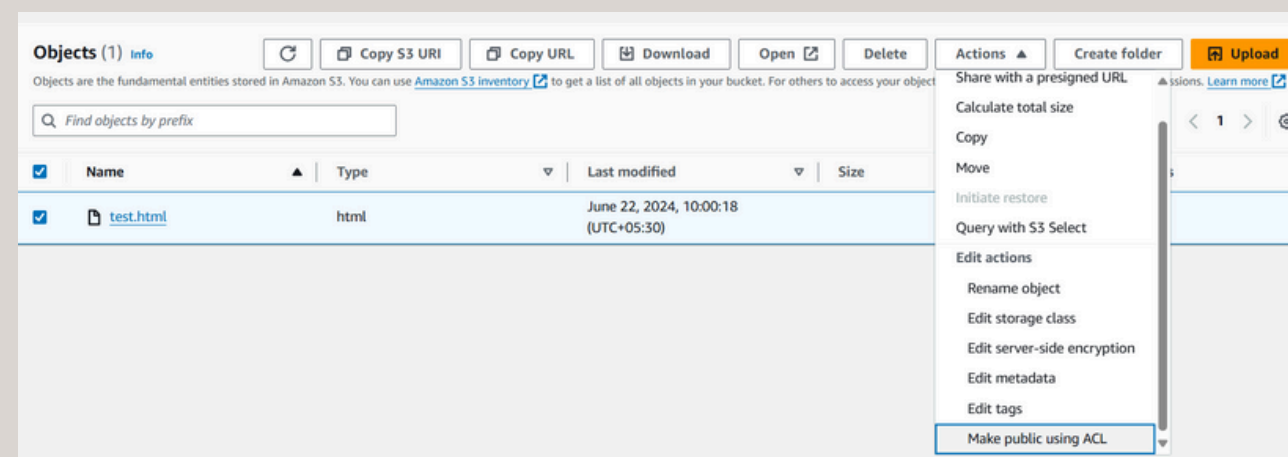 Objects (1) Info
Copy S3 URI
Copy URL
Download
Open
Delete
Actions
Create folder
Upload
Objects are the fundamental entities stored in Amazon S3. You can use Amazon S3 inventory to get a list of all objects in your bucket. For others to access your object
Learn more
Find objects by prefix
1
Name
Type
Last modified
Size
test.html
html
June 22, 2024, 10:00:18
(UTC+05:30)
Share with a presigned URL
Calculate total size
Copy
Move
Initiate restore
Query with S3 Select
Edit actions
Rename object
Edit storage class
Edit server-side encryption
Edit metadata
Edit tags
Make public using ACL